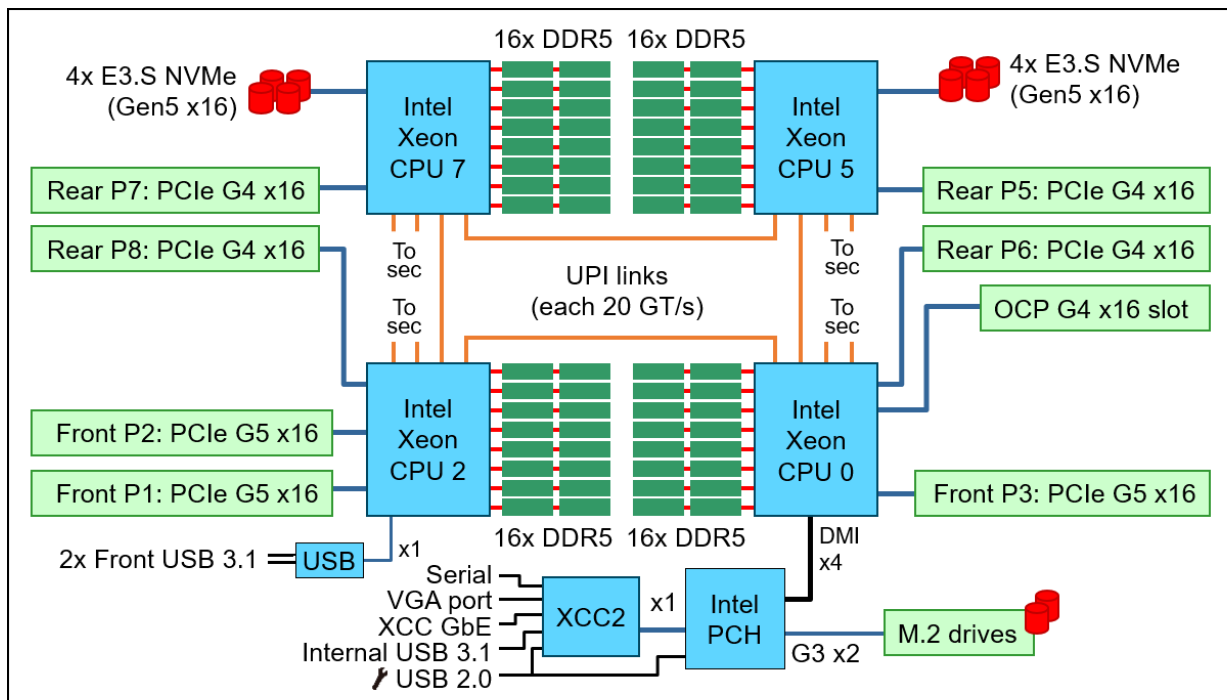 16x DDR5
16x DDR5
4x E3.S NVMe
(Gen5 x16)
Intel
Xeon
CPU 7
Intel
Xeon
CPU 5
4x E3.S NVMe
(Gen5 x16)
Rear P7: PCIe G4 x16
Rear P5: PCIe G4 x16
Rear P8: PCIe G4 x16
To
sec
To
sec
Rear P6: PCIe G4 x16
UPI links
(each 20 GT/s)
OCP G4 x16 slot
To
sec
To
sec
Intel
Xeon
CPU 2
Intel
Xeon
CPU 0
Front P2: PCIe G5 x16
Front P1: PCIe G5 x16
Front P3: PCIe G5 x16
16x DDR5
16x DDR5
DMI
x4
2x Front USB 3.1
USB
x1
Serial
VGA port
XCC GbE
Internal USB 3.1
USB 2.0
XCC2
x1
Intel
PCH
G3 x2
M.2 drives